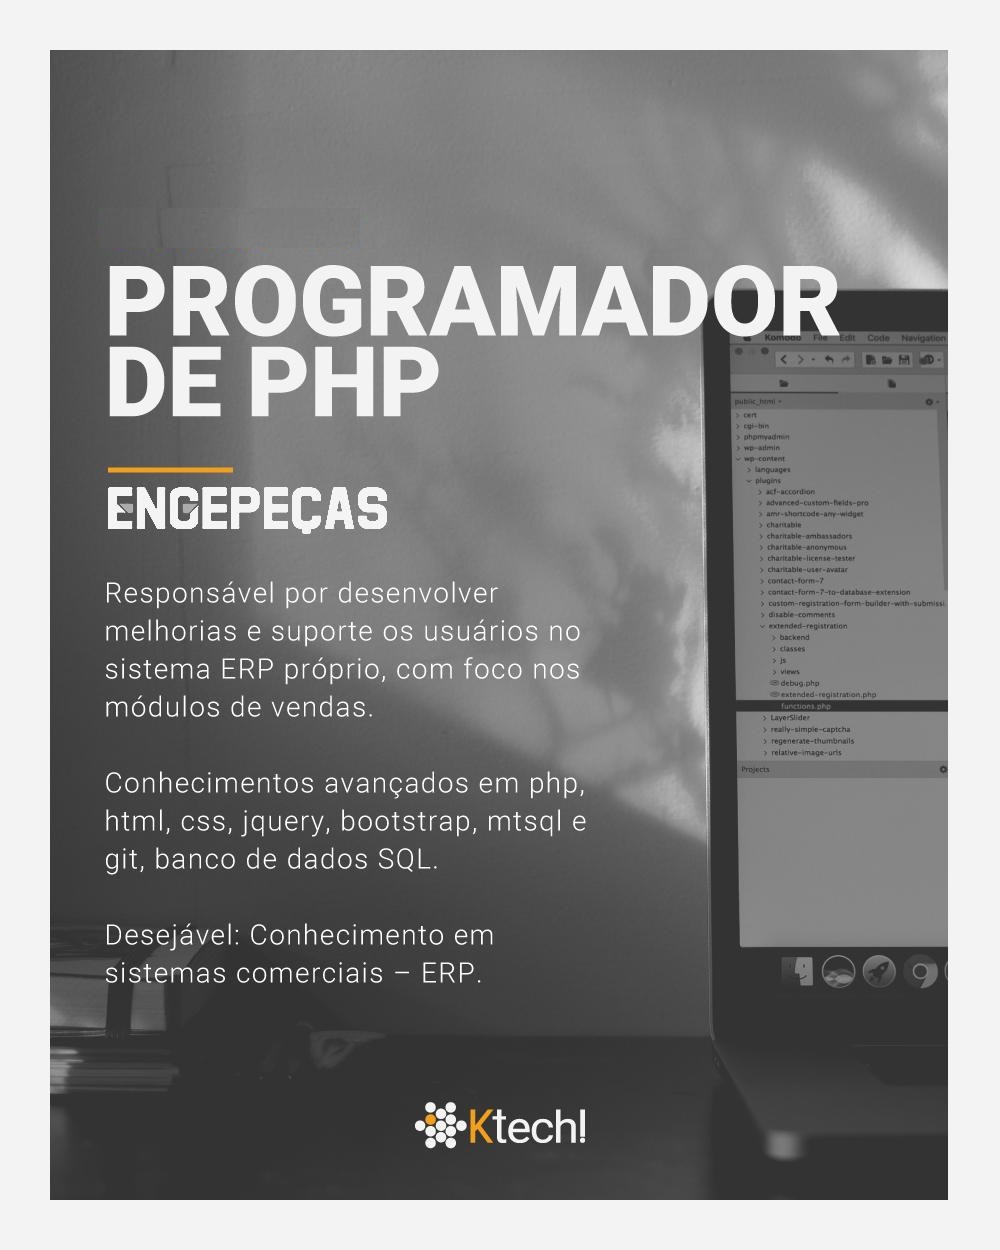 PROGRAMADOR
DE PHP
ENGEPEÇAS
Responsável por desenvolver
melhorias e suporte os usuários no
sistema ERP próprio, com foco nos
módulos de vendas.
Conhecimentos avançados em php,
html, css, jquery, bootstrap, mtsql e
git, banco de dados SQL.
Desejável: Conhecimento em
sistemas comerciais – ERP.
Komodo File Edit Code Navigation
public_html
cert
cgi-bin
phpmyadmin
wp-admin
wp-content
languages
plugins
acf-accordion
advanced-custom-fields-pro
amr-shortcode-any-widget
charitable
charitable-ambassadors
charitable-anonymous
charitable-license-tester
charitable-user-avatar
contact-form-7
contact-form-7-to-database-extension
custom-registration-form-builder-with-submissi
disable-comments
extended-registration
backend
classes
js
views
debug.php
extended-registration.php
functions.php
LayerSlider
really-simple-captcha
regenerate-thumbnails
relative-image-urls
Projects
Ktech!